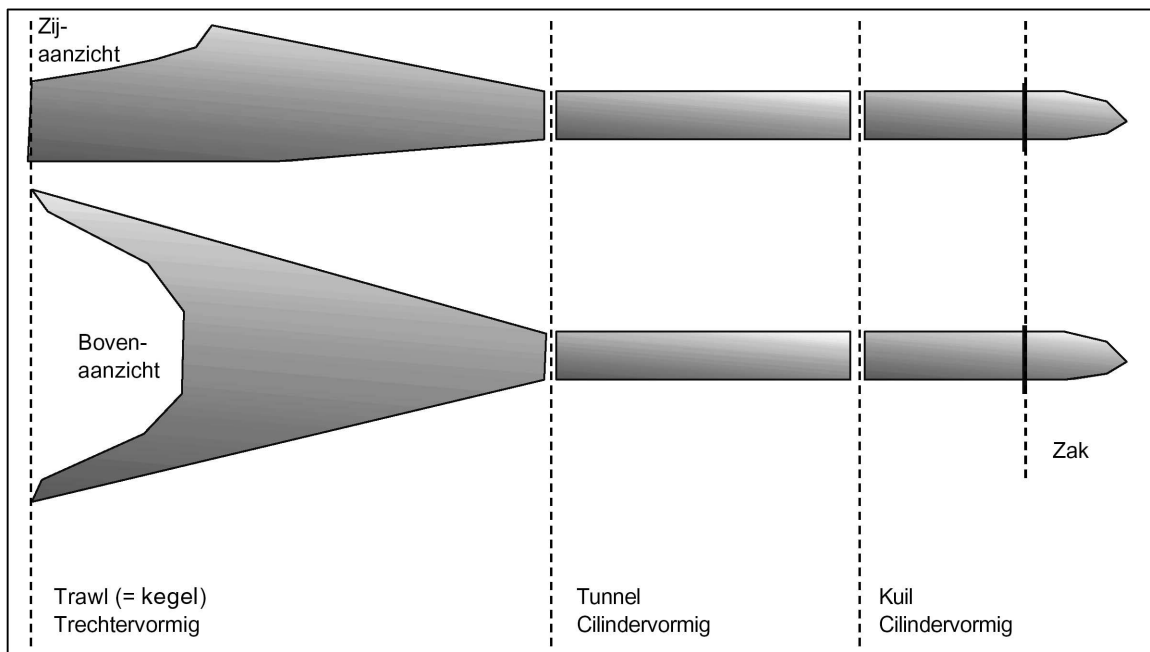 Zij-
aanzicht
Boven-
aanzicht
Zak
Trawl (= kegel)
Trechtervormig
Tunnel
Cilindervormig
Kuil
Cilindervormig